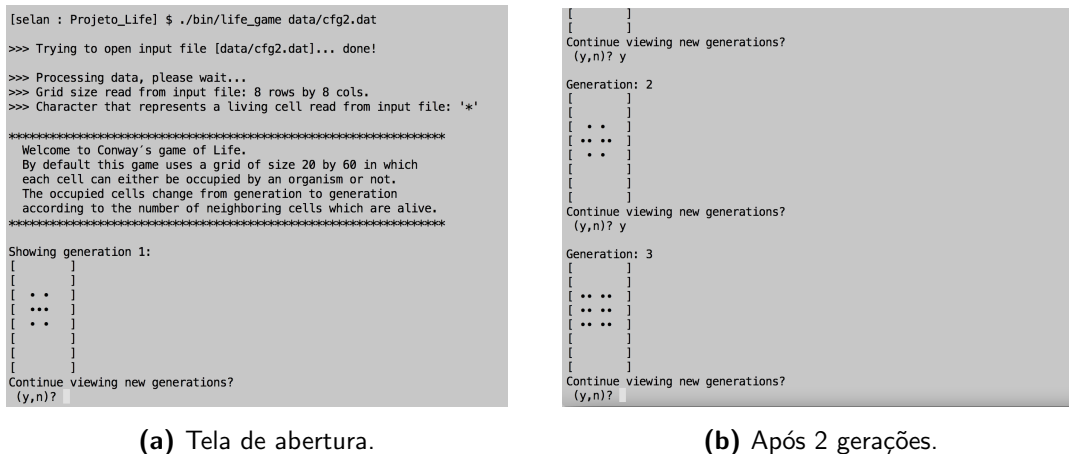 [selan : Projeto_Life] $ ./bin/life_game data/cfg2.dat
>>> Trying to open input file [data/cfg2.dat]... done!
>>> Processing data, please wait...
>>> Grid size read from input file: 8 rows by 8 cols.
>>> Character that represents a living cell read from input file: '*'
****************************************************************
Welcome to Conway´s game of Life.
By default this game uses a grid of size 20 by 60 in which
each cell can either be occupied by an organism or not.
The occupied cells change from generation to generation
according to the number of neighboring cells which are alive.
****************************************************************
Showing generation 1:
[        ]
[        ]
[  • •   ]
[  •••   ]
[  • •   ]
[        ]
[        ]
[        ]
Continue viewing new generations?
(y,n)?
(a) Tela de abertura.
[        ]
[        ]
Continue viewing new generations?
(y,n)? y
Generation: 2
[        ]
[        ]
[  • •   ]
[ •• ••  ]
[  • •   ]
[        ]
[        ]
[        ]
Continue viewing new generations?
(y,n)? y
Generation: 3
[        ]
[        ]
[ •• ••  ]
[ •• ••  ]
[ •• ••  ]
[        ]
[        ]
[        ]
Continue viewing new generations?
(y,n)?
(b) Após 2 gerações.